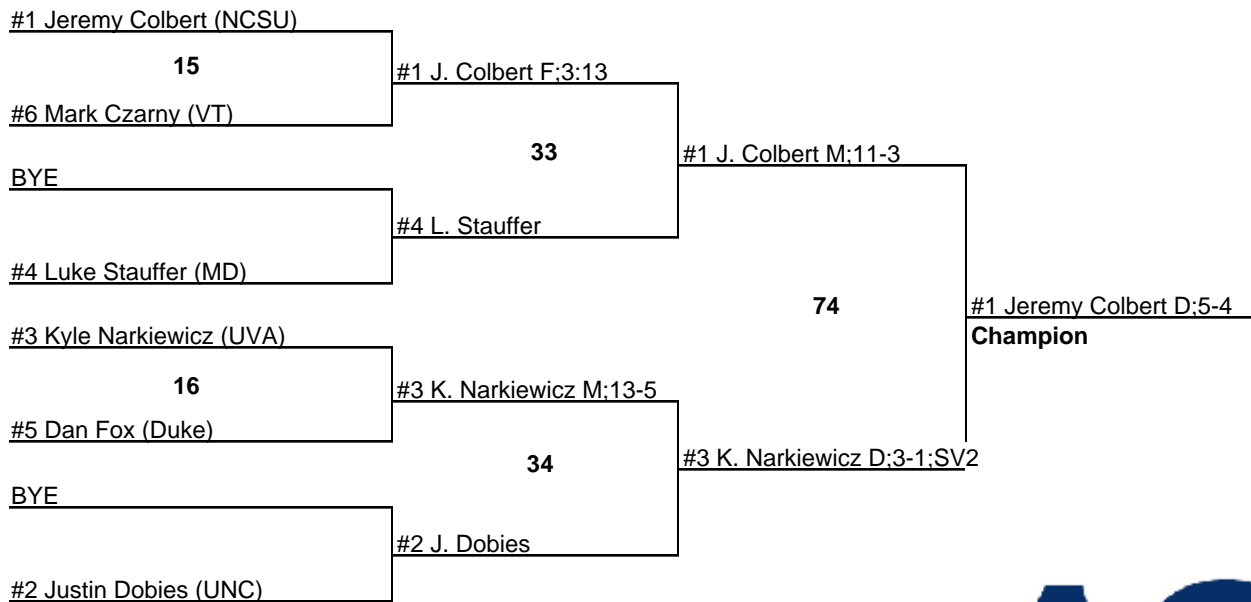 #1 Jeremy Colbert (NCSU)
15
#1 J. Colbert F;3:13
#6 Mark Czarny (VT)
33
#1 J. Colbert M;11-3
BYE
#4 L. Stauffer
#4 Luke Stauffer (MD)
74
#1 Jeremy Colbert D;5-4
Champion
#3 Kyle Narkiewicz (UVA)
16
#3 K. Narkiewicz M;13-5
#5 Dan Fox (Duke)
34
#3 K. Narkiewicz D;3-1;SV2
BYE
#2 J. Dobies
#2 Justin Dobies (UNC)